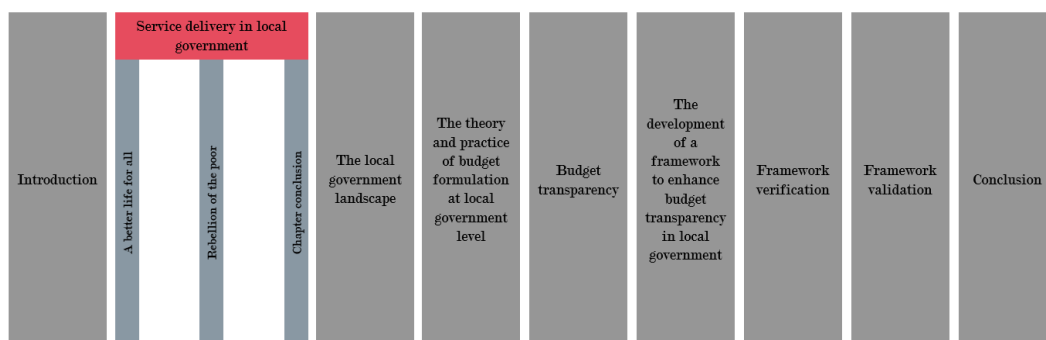 Introduction
Service delivery in local
government
A better life for all
Rebellion of the poor
Chapter conclusion
The local
government
landscape
The theory
and practice
of budget
formulation
at local
government
level
Budget
transparency
The
development
of a
framework
to enhance
budget
transparency
in local
government
Framework
verification
Framework
validation
Conclusion